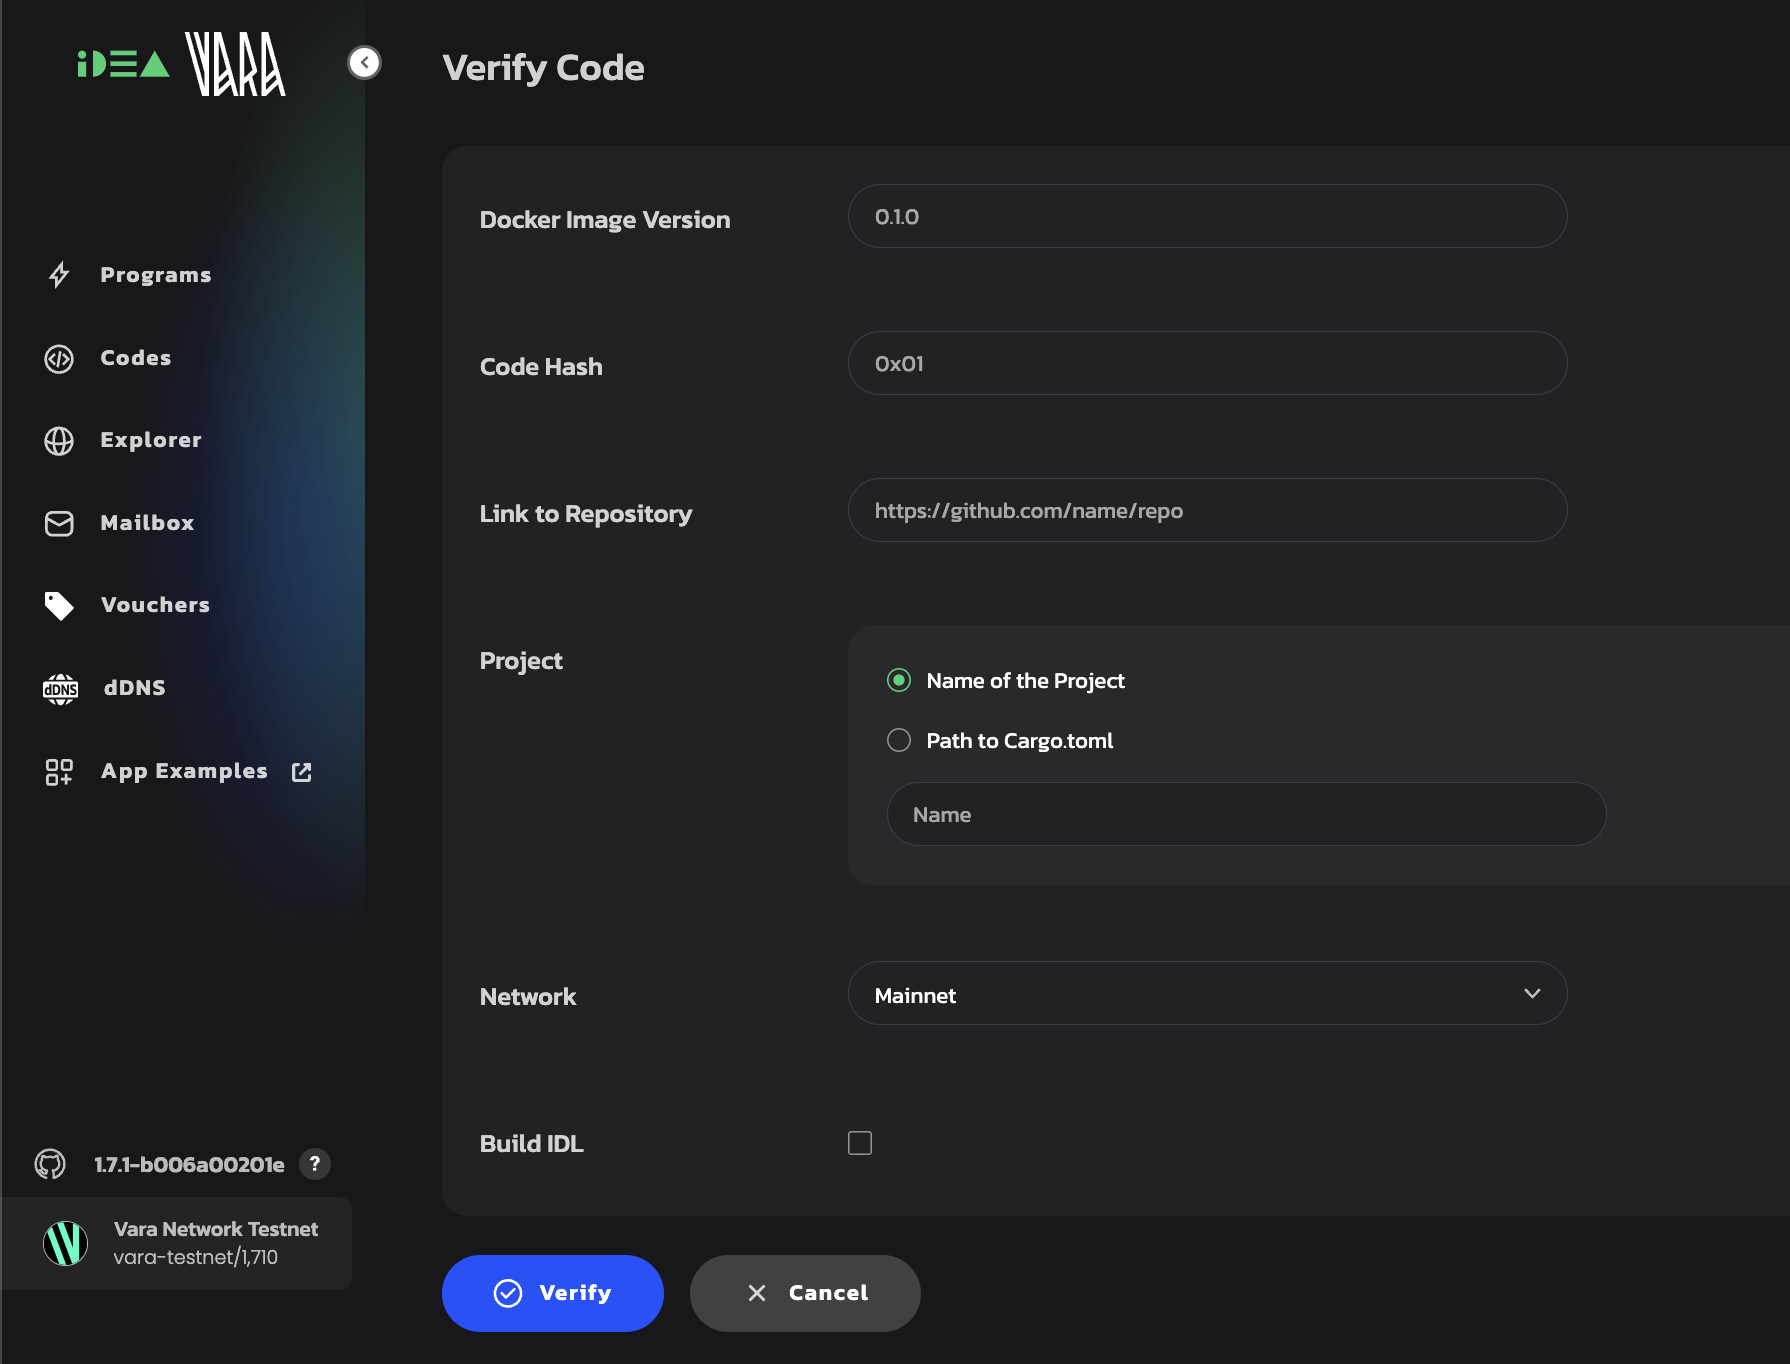 iDEA VARA
Verify Code
Docker Image Version
0.1.0
Code Hash
0x01
Link to Repository
https://github.com/name/repo
Project
Name of the Project
Path to Cargo.toml
Name
Network
Mainnet
Build IDL
Verify
Cancel
Programs
Codes
Explorer
Mailbox
Vouchers
dDNS dDNS
App Examples
1.7.1-b006a00201e ?
Vara Network Testnet
vara-testnet/1,710